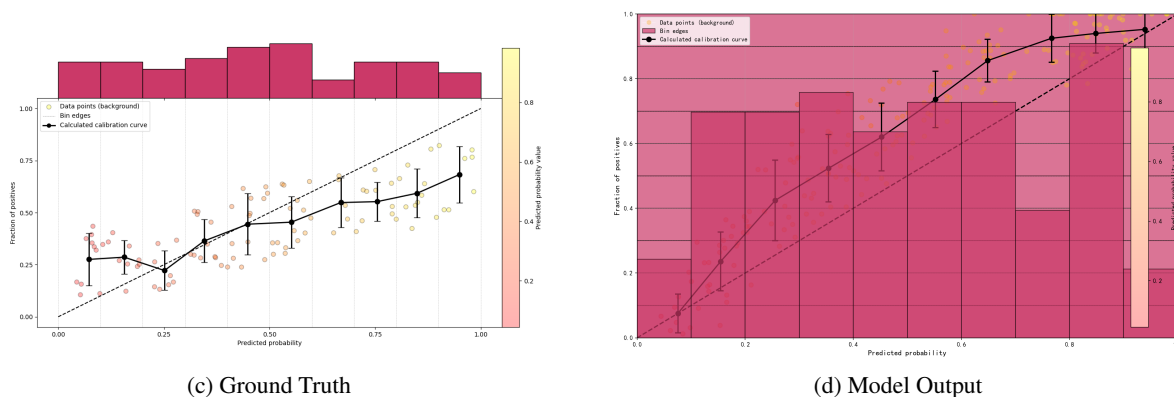 Data points (background)
Bin edges
Calculated calibration curve
1.00
0.75
0.50
0.25
0.00
Fraction of positives
0.00
0.25
0.50
0.75
1.00
Predicted probability
0.8
0.6
0.4
0.2
Predicted probability value
(c) Ground Truth
Data points (background)
Bin edges
Calculated calibration curve
1.0
0.8
0.6
0.4
0.2
0.0
Fraction of positives
0.0
0.2
0.4
0.6
0.8
Predicted probability
0.8
0.6
0.4
0.2
Predicted probability value
(d) Model Output